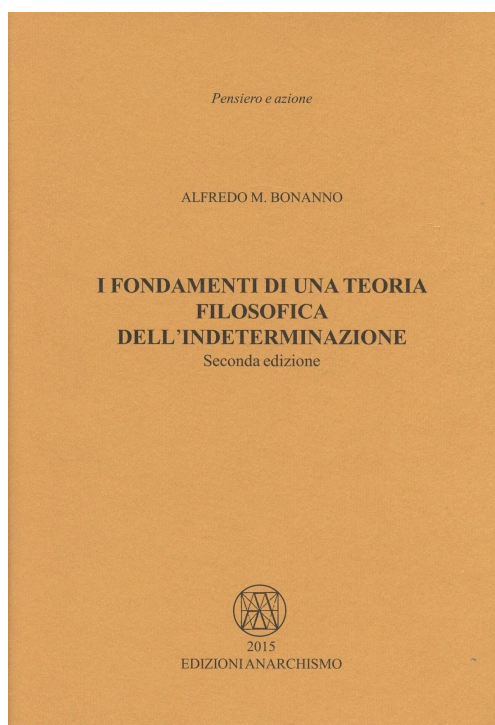 Pensiero e azione
ALFREDO M. BONANNO
I FONDAMENTI DI UNA TEORIA
FILOSOFICA
DELL'INDETERMINAZIONE
Seconda edizione
2015
EDIZIONI ANARCHISMO